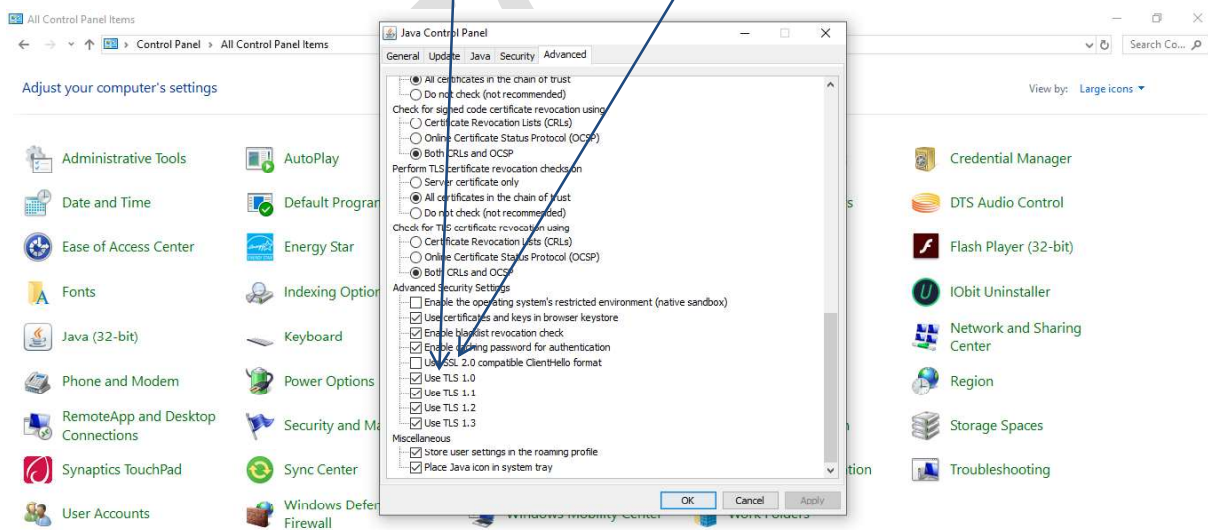 All Control Panel Items
Control Panel > All Control Panel Items
Search Co...
Adjust your computer's settings
View by: Large icons
Administrative Tools
AutoPlay
Credential Manager
Date and Time
Default Progra
s
DTS Audio Control
Ease of Access Center
Energy Star
Flash Player (32-bit)
Fonts
Indexing Option
IObit Uninstaller
Java (32-bit)
Keyboard
Network and Sharing
Center
Phone and Modem
Power Options
Region
RemoteApp and Desktop
Connections
Security and Ma
Storage Spaces
Synaptics TouchPad
Sync Center
tion
Troubleshooting
User Accounts
Windows Defen
Firewall
Windows Mobility Center
Work Folders
Java Control Panel
General Update Java Security Advanced
All certificates in the chain of trust
Do not check (not recommended)
Check for signed code certificate revocation using
Certificate Revocation Lists (CRLs)
Online Certificate Status Protocol (OCSP)
Both CRLs and OCSP
Perform TLS certificate revocation checks on
Server certificate only
All certificates in the chain of trust
Do not check (not recommended)
Check for TLS certificate revocation using
Certificate Revocation Lists (CRLs)
Online Certificate Status Protocol (OCSP)
Both CRLs and OCSP
Advanced Security Settings
Enable the operating system's restricted environment (native sandbox)
Use certificates and keys in browser keystore
Enable blacklist revocation check
Enable caching password for authentication
Use SSL 2.0 compatible ClientHello format
Use TLS 1.0
Use TLS 1.1
Use TLS 1.2
Use TLS 1.3
Miscellaneous
Store user settings in the roaming profile
Place Java icon in system tray
OK Cancel Apply